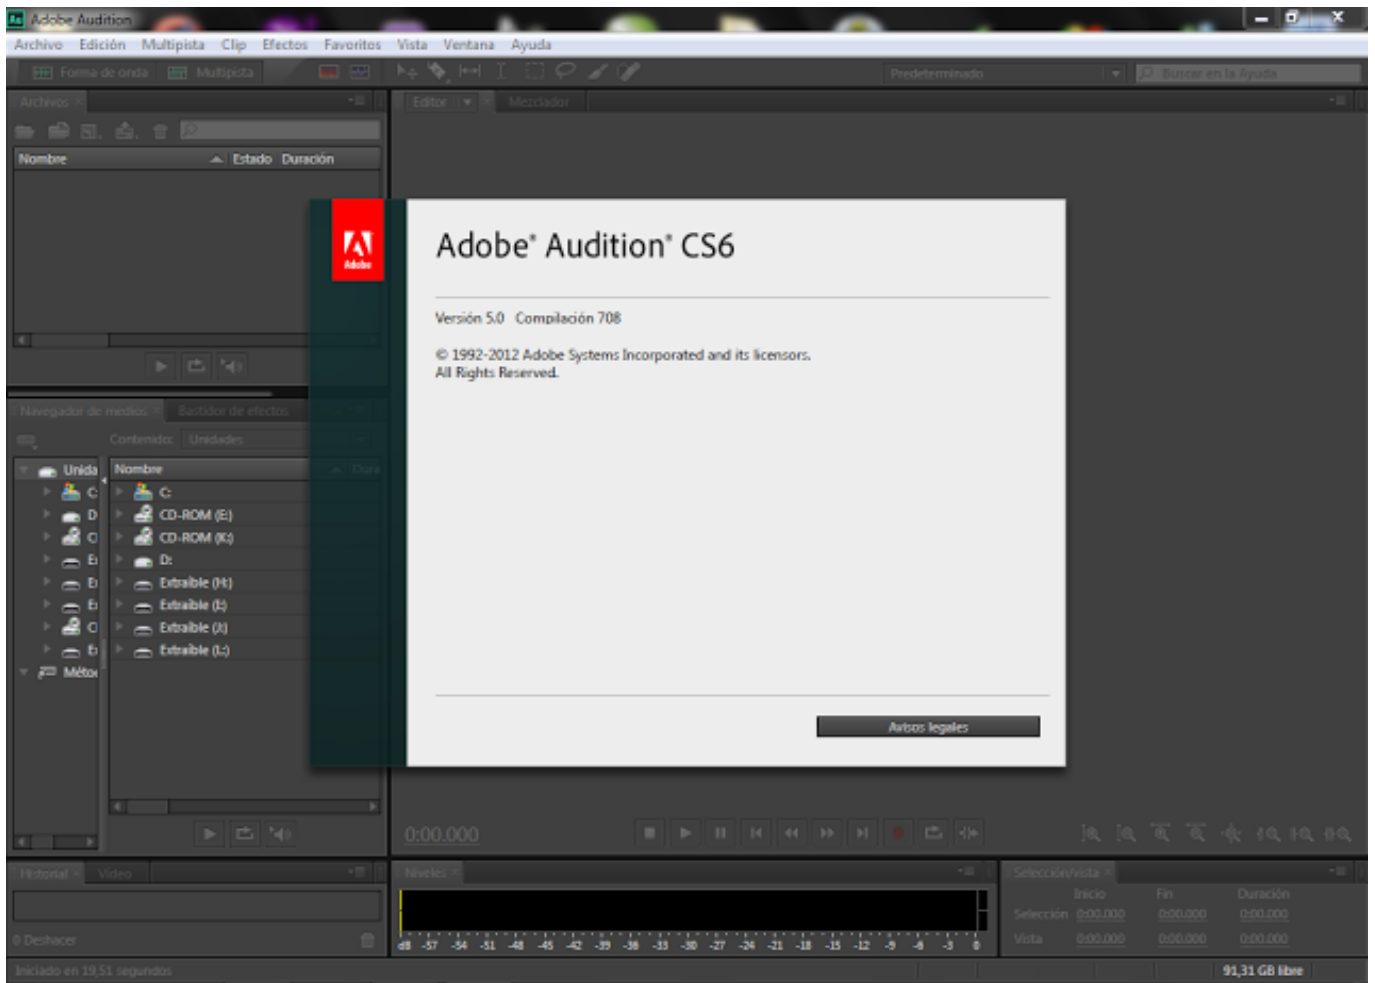 Adobe Audition
Archivo Edición Multipista Clip Efectos Favoritos Vista Ventana Ayuda
Forma de onda Multipista Predeterminado Buscar en la Ayuda
Archivos Editor Mezclador
Nombre Estado Duración
Adobe
Adobe® Audition® CS6
Versión 5.0 Compilación 708
© 1992-2012 Adobe Systems Incorporated and its licensors.
All Rights Reserved.
Avisos legales
Navegador de medios Bastidor de efectos
Contenido: Unidades
Unida Nombre Dura
C: C:
D D:
CD-ROM (E:)
CD-ROM (K:)
Extraíble (H:)
Extraíble (I:)
Extraíble (J:)
Extraíble (L:)
Métod
0:00.000
Historial Vídeo Niveles Selección/vista
Inicio Fin Duración
Selección 0:00.000 0:00.000 0:00.000
Vista 0:00.000 0:00.000 0:00.000
0 Deshacer
dB -57 -54 -51 -48 -45 -42 -39 -36 -33 -30 -27 -24 -21 -18 -15 -12 -9 -6 -3 0
Iniciado en 19,51 segundos
91,31 GB libre